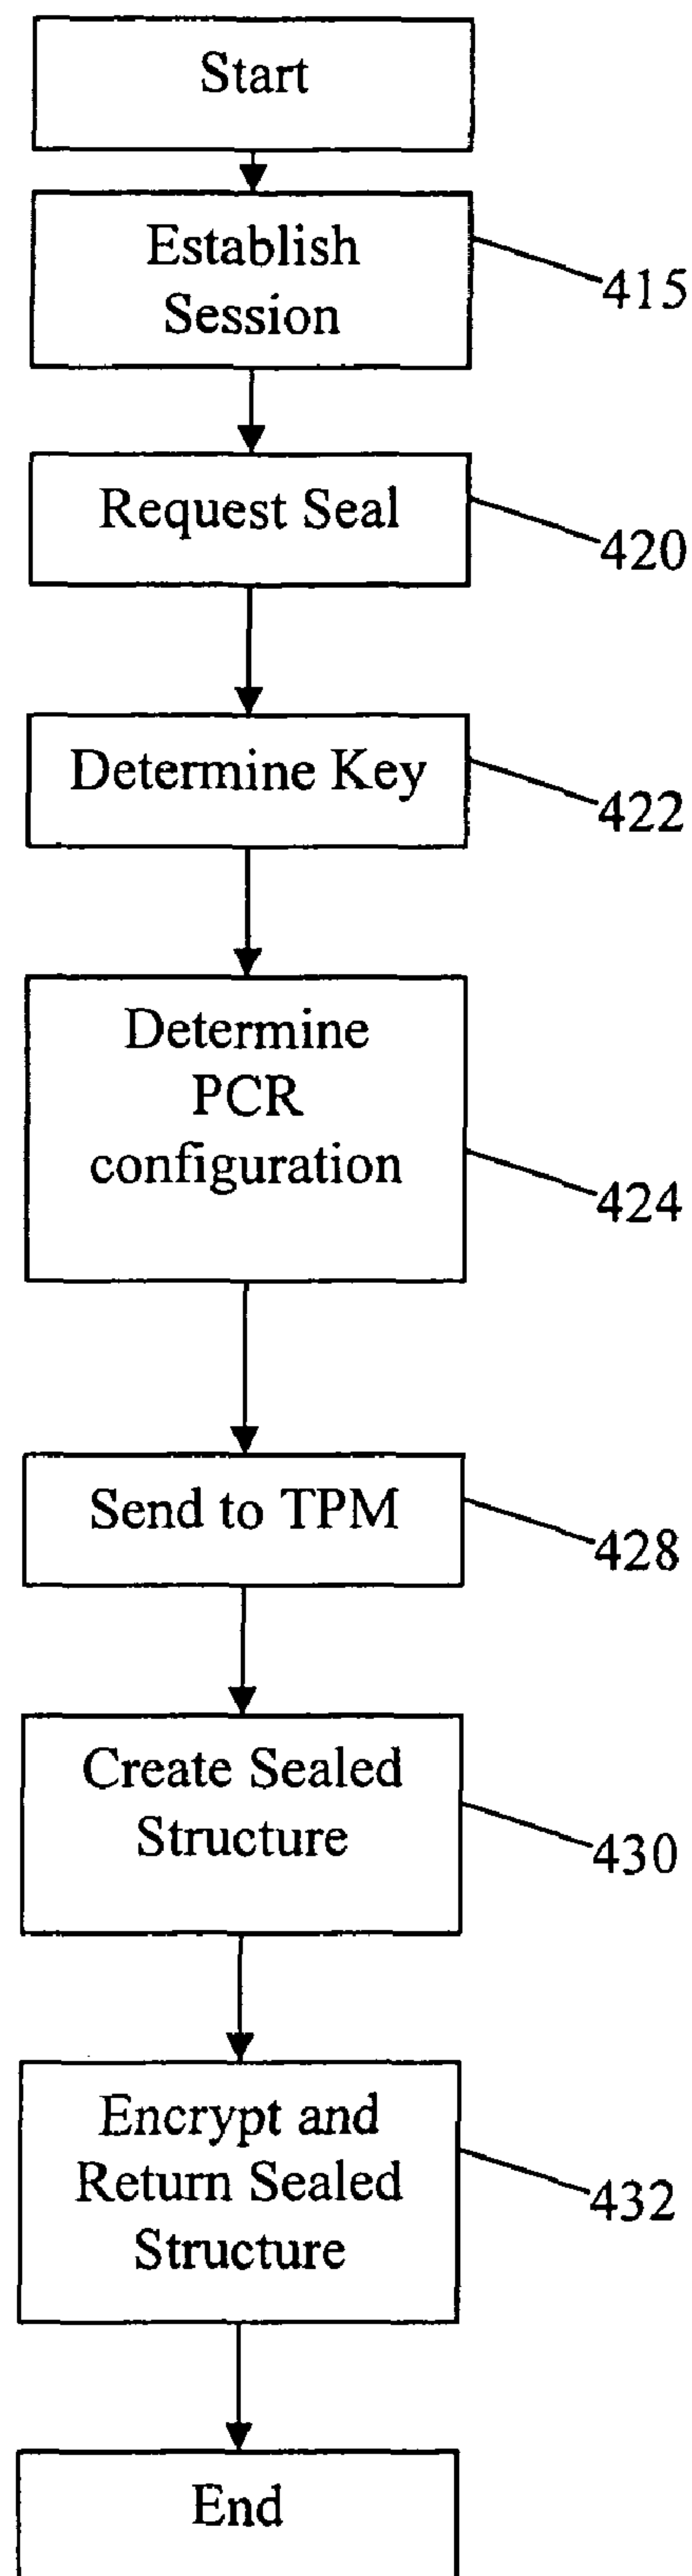 Start
Establish
Session
415
Request Seal
420
Determine Key
422
Determine
PCR
configuration
424
Send to TPM
428
Create Sealed
Structure
430
Encrypt and
Return Sealed
Structure
432
End